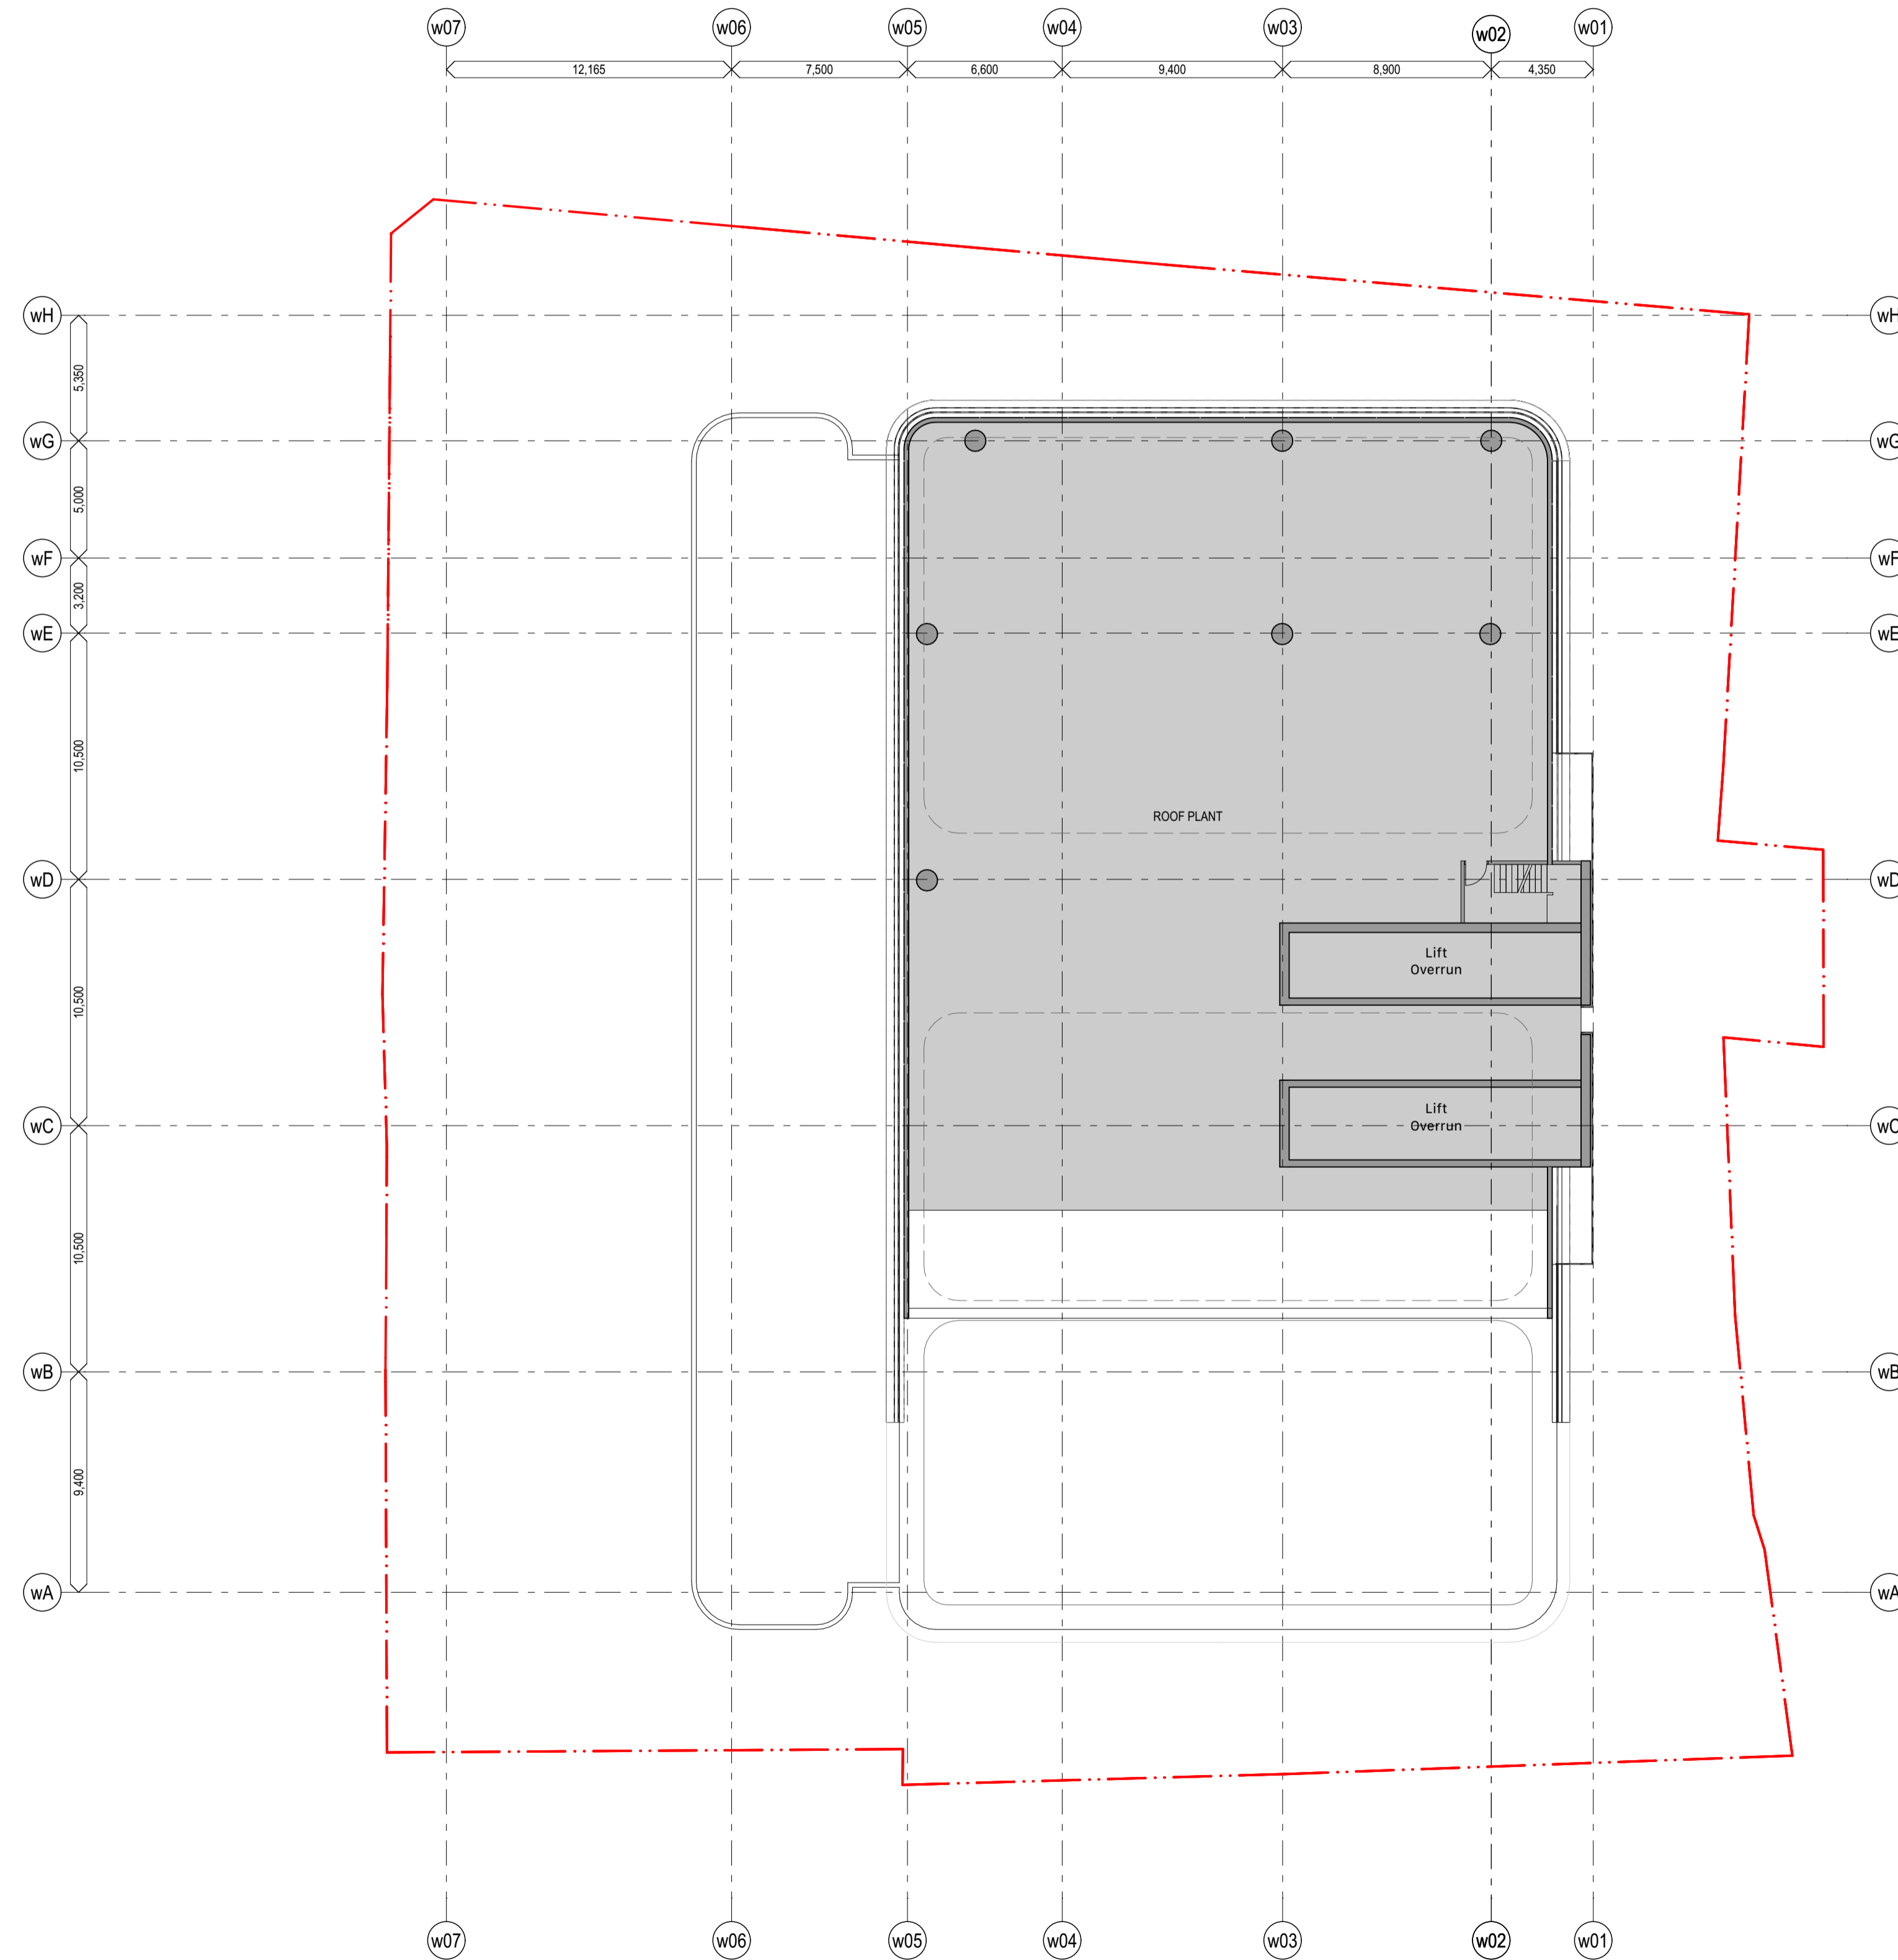 w07 w06 w05 w04 w03 w02 w01
12,165 7,500 6,600 9,400 8,900 4,350
wH wH
5,350
wG wG
5,000
wF wF
3,200
wE wE
10,500
ROOF PLANT
wD wD
Lift
Overrun
10,500
Lift
wC Overrun wC
10,500
wB wB
9,400
wA wA
w07 w06 w05 w04 w03 w02 w01